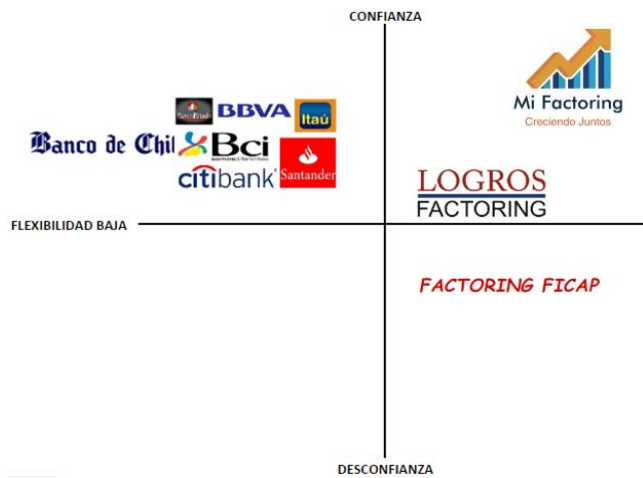 CONFIANZA
BBVA
Itaú
Mi Factoring
Creciendo Juntos
Banco de Chil
Bci
citibank
Santander
LOGROS
FACTORING
FLEXIBILIDAD BAJA
FACTORING FICAP
DESCONFIANZA